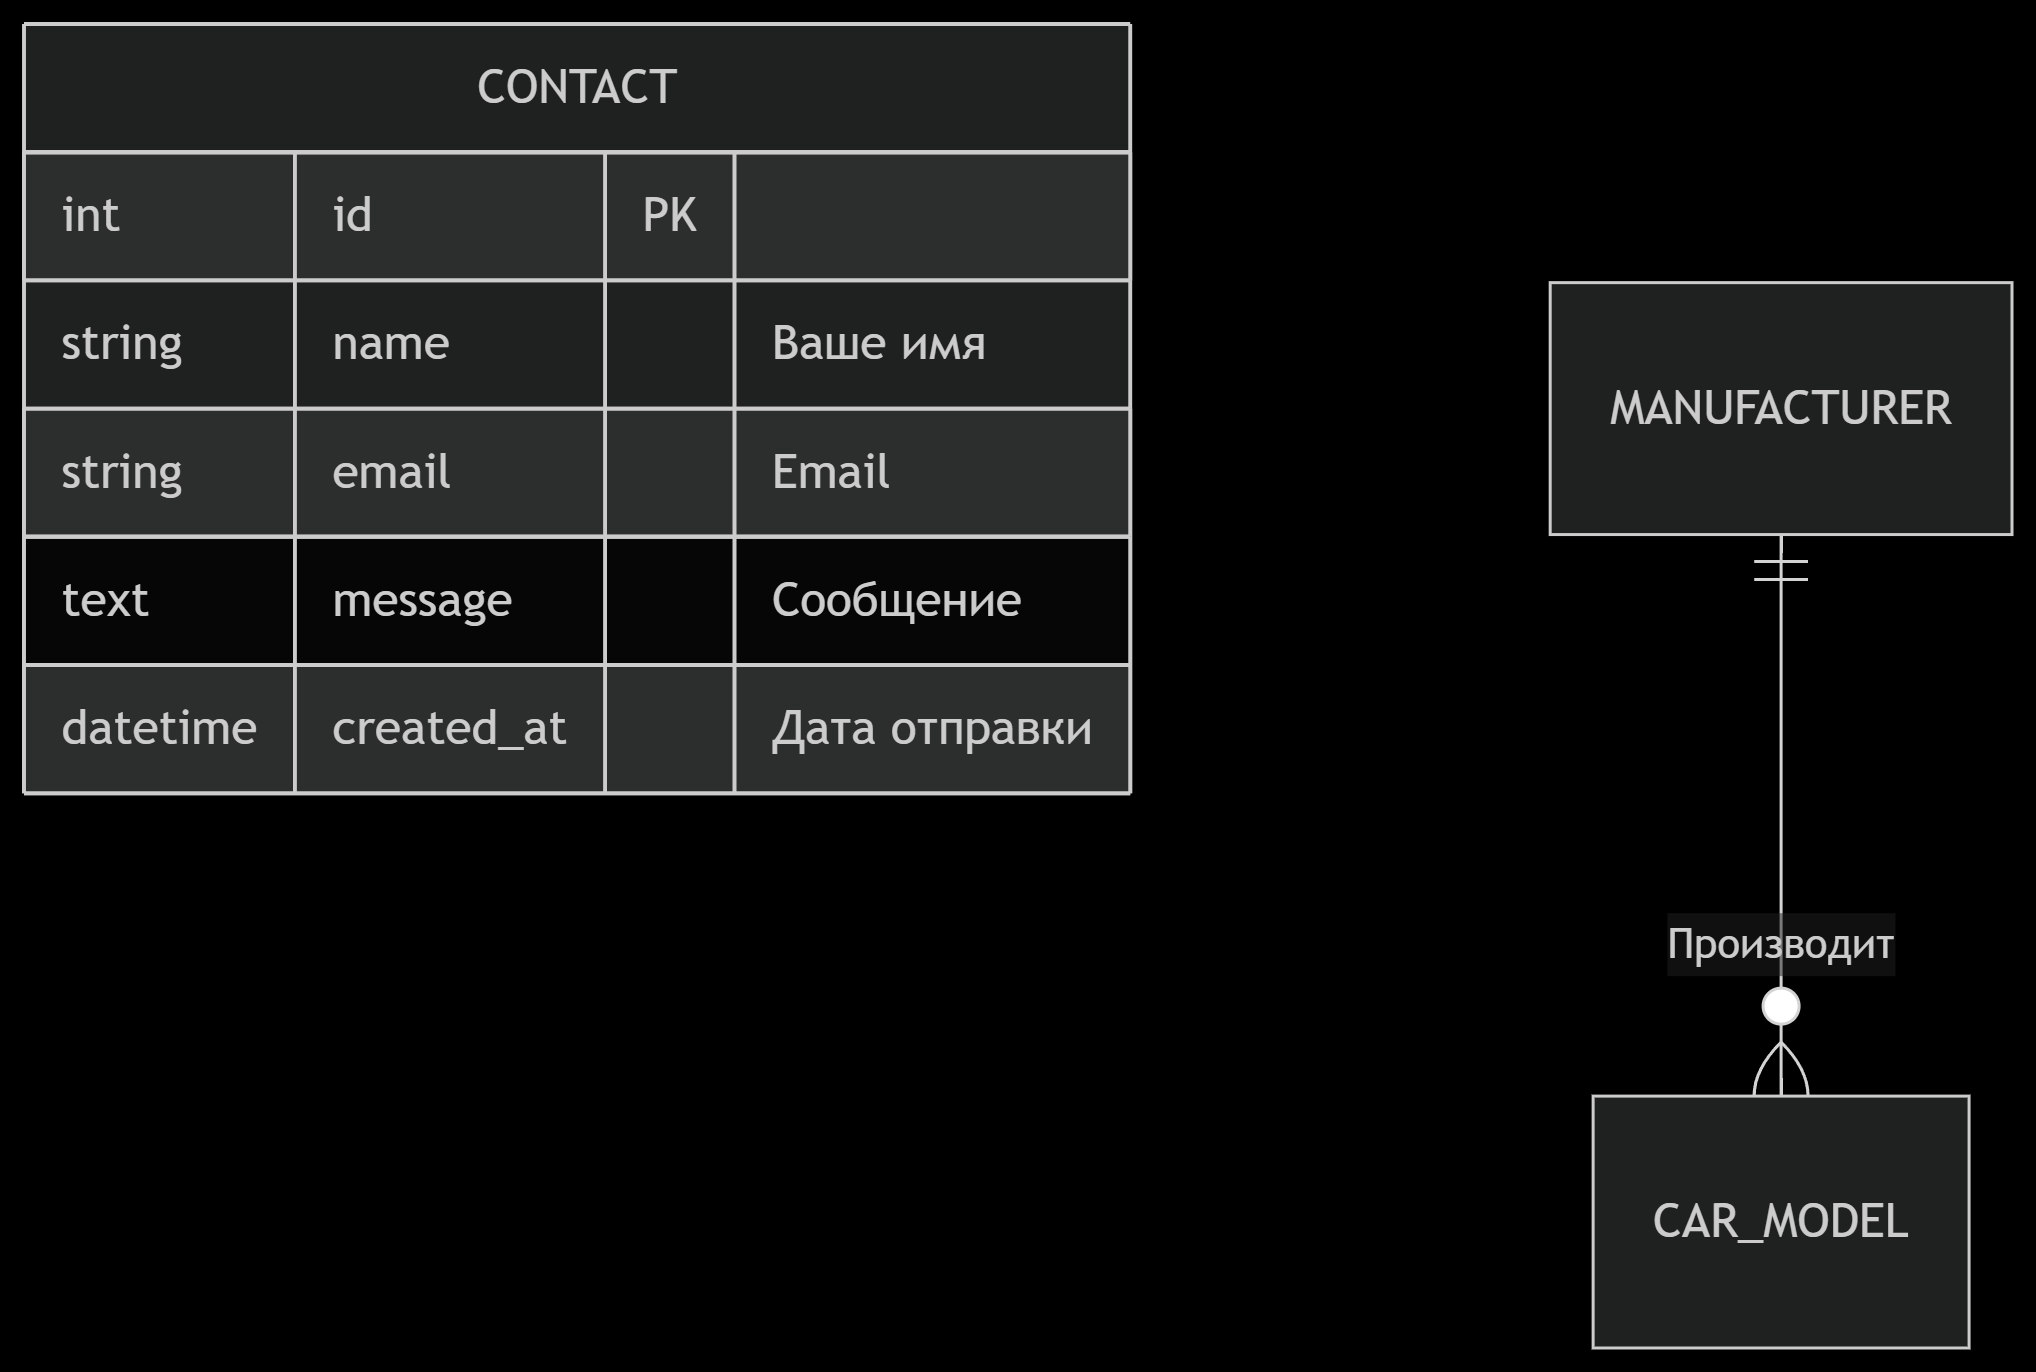 CONTACT
int id PK
string name Ваше имя
string email Email
text message Сообщение
datetime created_at Дата отправки
MANUFACTURER
Производит
CAR_MODEL